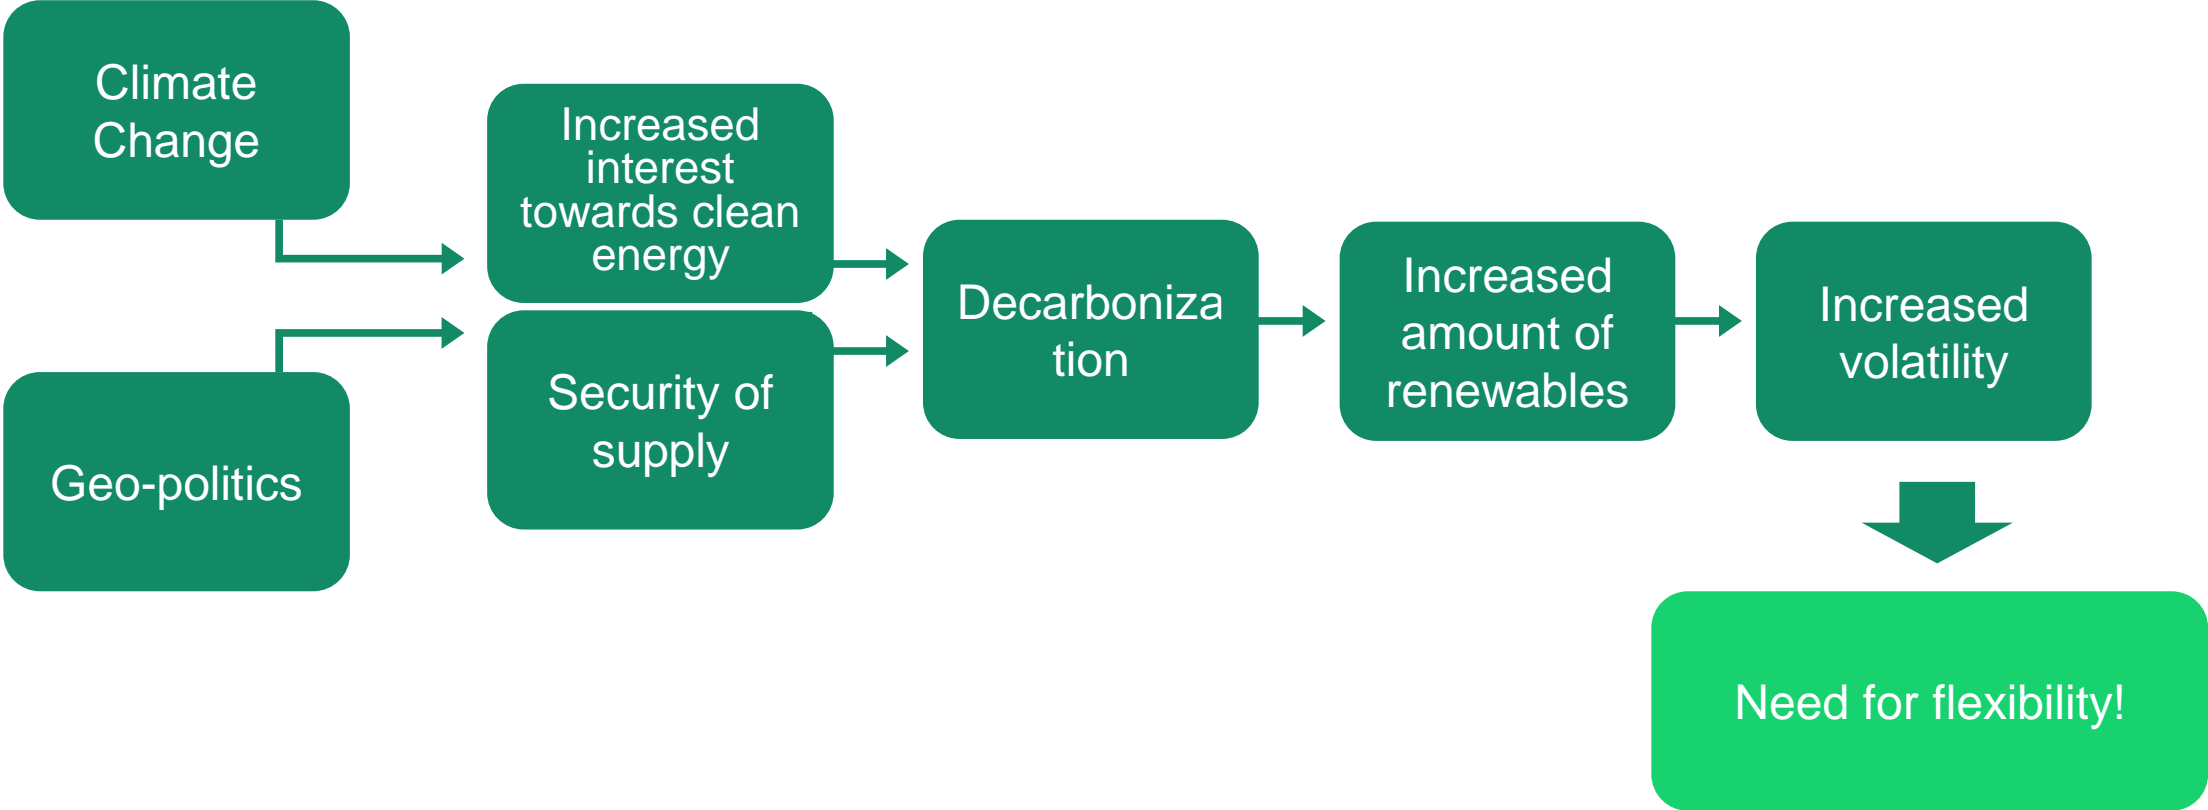 Climate
Change
Geo-politics
Increased
interest
towards clean
energy
Security of
supply
Decarboniza
tion
Increased
amount of
renewables
Increased
volatility
Need for flexibility!